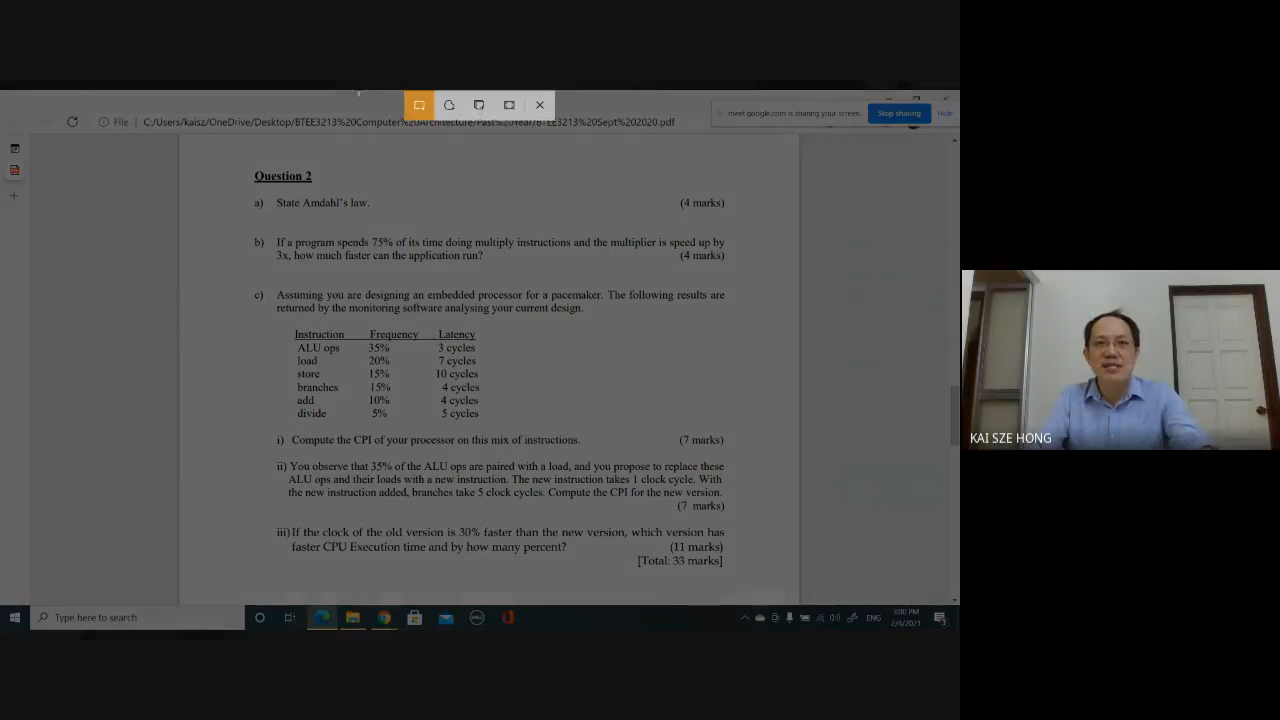 File
C:/Users/kaisz/OneDrive/Desktop/BTEE3213%20Computer%20Architecture/Past%20Year/BTEE3213%20Sept%202020.pdf
meet.google.com is sharing your screen.
Stop sharing
Hide
Question 2
a) State Amdahl's law. (4 marks)
b) If a program spends 75% of its time doing multiply instructions and the multiplier is speed up by
3x, how much faster can the application run? (4 marks)
c) Assuming you are designing an embedded processor for a pacemaker. The following results are
returned by the monitoring software analysing your current design.
Instruction Frequency Latency
ALU ops 35% 3 cycles
load 20% 7 cycles
store 15% 10 cycles
branches 15% 4 cycles
add 10% 4 cycles
divide 5% 5 cycles
i) Compute the CPI of your processor on this mix of instructions. (7 marks)
ii) You observe that 35% of the ALU ops are paired with a load, and you propose to replace these
ALU ops and their loads with a new instruction. The new instruction takes 1 clock cycle. With
the new instruction added, branches take 5 clock cycles. Compute the CPI for the new version.
(7 marks)
iii) If the clock of the old version is 30% faster than the new version, which version has
faster CPU Execution time and by how many percent? (11 marks)
[Total: 33 marks]
KAI SZE HONG
Type here to search
DELL
ENG
3:00 PM
2/4/2021
3